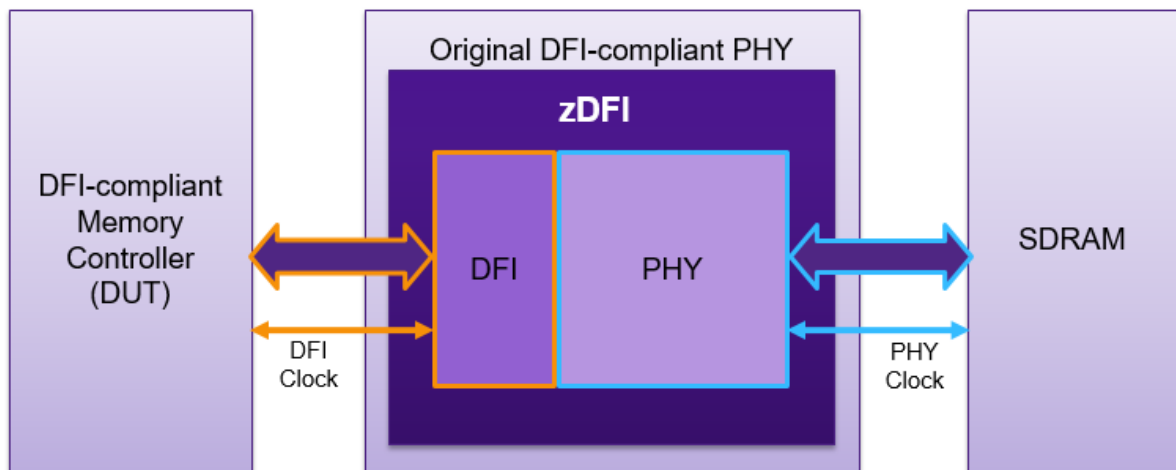 Original DFI-compliant PHY
zDFI
DFI-compliant
Memory
Controller
(DUT)
DFI
PHY
SDRAM
DFI
Clock
PHY
Clock